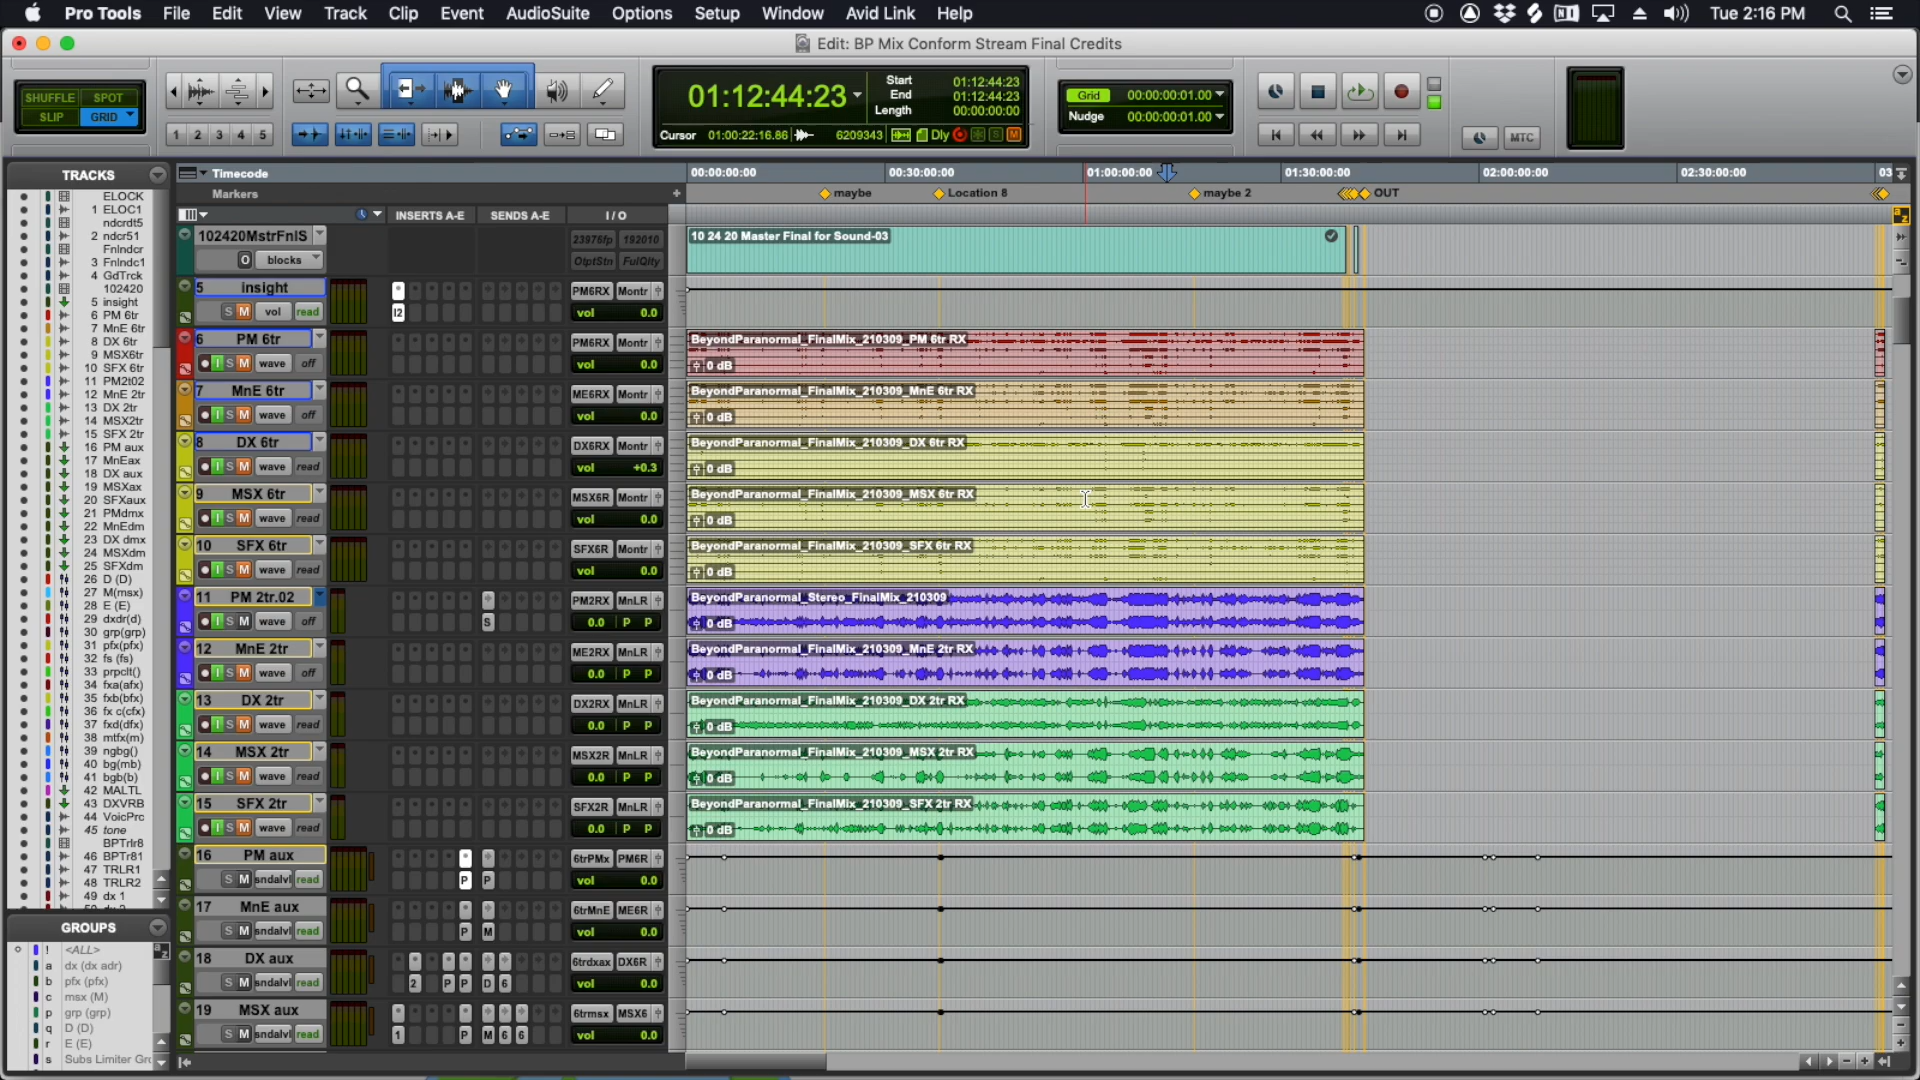 Pro Tools File Edit View Track Clip Event AudioSuite Options Setup Window Avid Link Help Tue 2:16 PM
Edit: BP Mix Conform Stream Final Credits
SHUFFLE SPOT
SLIP GRID
1 2 3 4 5
01:12:44:23
Start 01:12:44:23
End 01:12:44:23
Length 00:00:00:00
Cursor 01:00:22:16.86 6209343 Dly S M
Grid 00:00:00:01.00
Nudge 00:00:00:01.00
MTC
TRACKS
ELOCK
1 ELOC1
ndcrdt5
2 ndcr51
Fnlndcr
3 Fnlndc1
4 GdTrck
102420
5 insight
6 PM 6tr
7 MnE 6tr
8 DX 6tr
9 MSX6tr
10 SFX 6tr
11 PM2t02
12 MnE 2tr
13 DX 2tr
14 MSX2tr
15 SFX 2tr
16 PM aux
17 MnEax
18 DX aux
19 MSXax
20 SFXaux
21 PMdmx
22 MnEdm
23 DX dmx
24 MSXdm
25 SFXdm
26 D (D)
27 M(msx)
28 E (E)
29 dxdr(d)
30 grp(grp)
31 pfx(pfx)
32 fs (fs)
33 prpclt()
34 fxa(afx)
35 fxb(bfx)
36 fx c(cfx)
37 fxd(dfx)
38 mtfx(m)
39 ngbg()
40 bg(mb)
41 bgb(b)
42 MALTL
43 DXVRB
44 VoicPrc
45 tone
BPTrlr8
46 BPTr81
47 TRLR1
48 TRLR2
49 dx 1
GROUPS
! <ALL>
a dx (dx adr)
b pfx (pfx)
c msx (M)
p grp (grp)
q D (D)
r E (E)
s Subs Limiter Gr
Timecode 00:00:00:00 00:30:00:00 01:00:00:00 01:30:00:00 02:00:00:00 02:30:00:00 03
Markers maybe Location 8 maybe 2 OUT
INSERTS A-E SENDS A-E I / O
102420MstrFnlS 23976fp 192010 10 24 20 Master Final for Sound-03
O blocks OtptStn FulQlty
5 insight PM6RX Montr
S M vol read I2 vol 0.0
6 PM 6tr PM6RX Montr BeyondParanormal_FinalMix_210309_PM 6tr RX
I S M wave off vol 0.0 0 dB
7 MnE 6tr ME6RX Montr BeyondParanormal_FinalMix_210309_MnE 6tr RX
I S M wave off vol 0.0 0 dB
8 DX 6tr DX6RX Montr BeyondParanormal_FinalMix_210309_DX 6tr RX
I S M wave read vol +0.3 0 dB
9 MSX 6tr MSX6R Montr BeyondParanormal_FinalMix_210309_MSX 6tr RX
I S M wave read vol 0.0 0 dB
10 SFX 6tr SFX6R Montr BeyondParanormal_FinalMix_210309_SFX 6tr RX
I S M wave read vol 0.0 0 dB
11 PM 2tr.02 PM2RX MnLR BeyondParanormal_Stereo_FinalMix_210309
I S M wave off S 0.0 P P 0 dB
12 MnE 2tr ME2RX MnLR BeyondParanormal_FinalMix_210309_MnE 2tr RX
I S M wave off 0.0 P P 0 dB
13 DX 2tr DX2RX MnLR BeyondParanormal_FinalMix_210309_DX 2tr RX
I S M wave read 0.0 P P 0 dB
14 MSX 2tr MSX2R MnLR BeyondParanormal_FinalMix_210309_MSX 2tr RX
I S M wave read 0.0 P P 0 dB
15 SFX 2tr SFX2R MnLR BeyondParanormal_FinalMix_210309_SFX 2tr RX
I S M wave read 0.0 P P 0 dB
16 PM aux 6trPMx PM6R
S M sndalvl read P P vol 0.0
17 MnE aux 6trMnE ME6R
S M sndalvl read P M vol 0.0
18 DX aux 6trdxax DX6R
S M sndalvl read 2 P P D 6 vol 0.0
19 MSX aux 6trmsx MSX6
S M sndalvl read 1 P M 6 6 vol 0.0